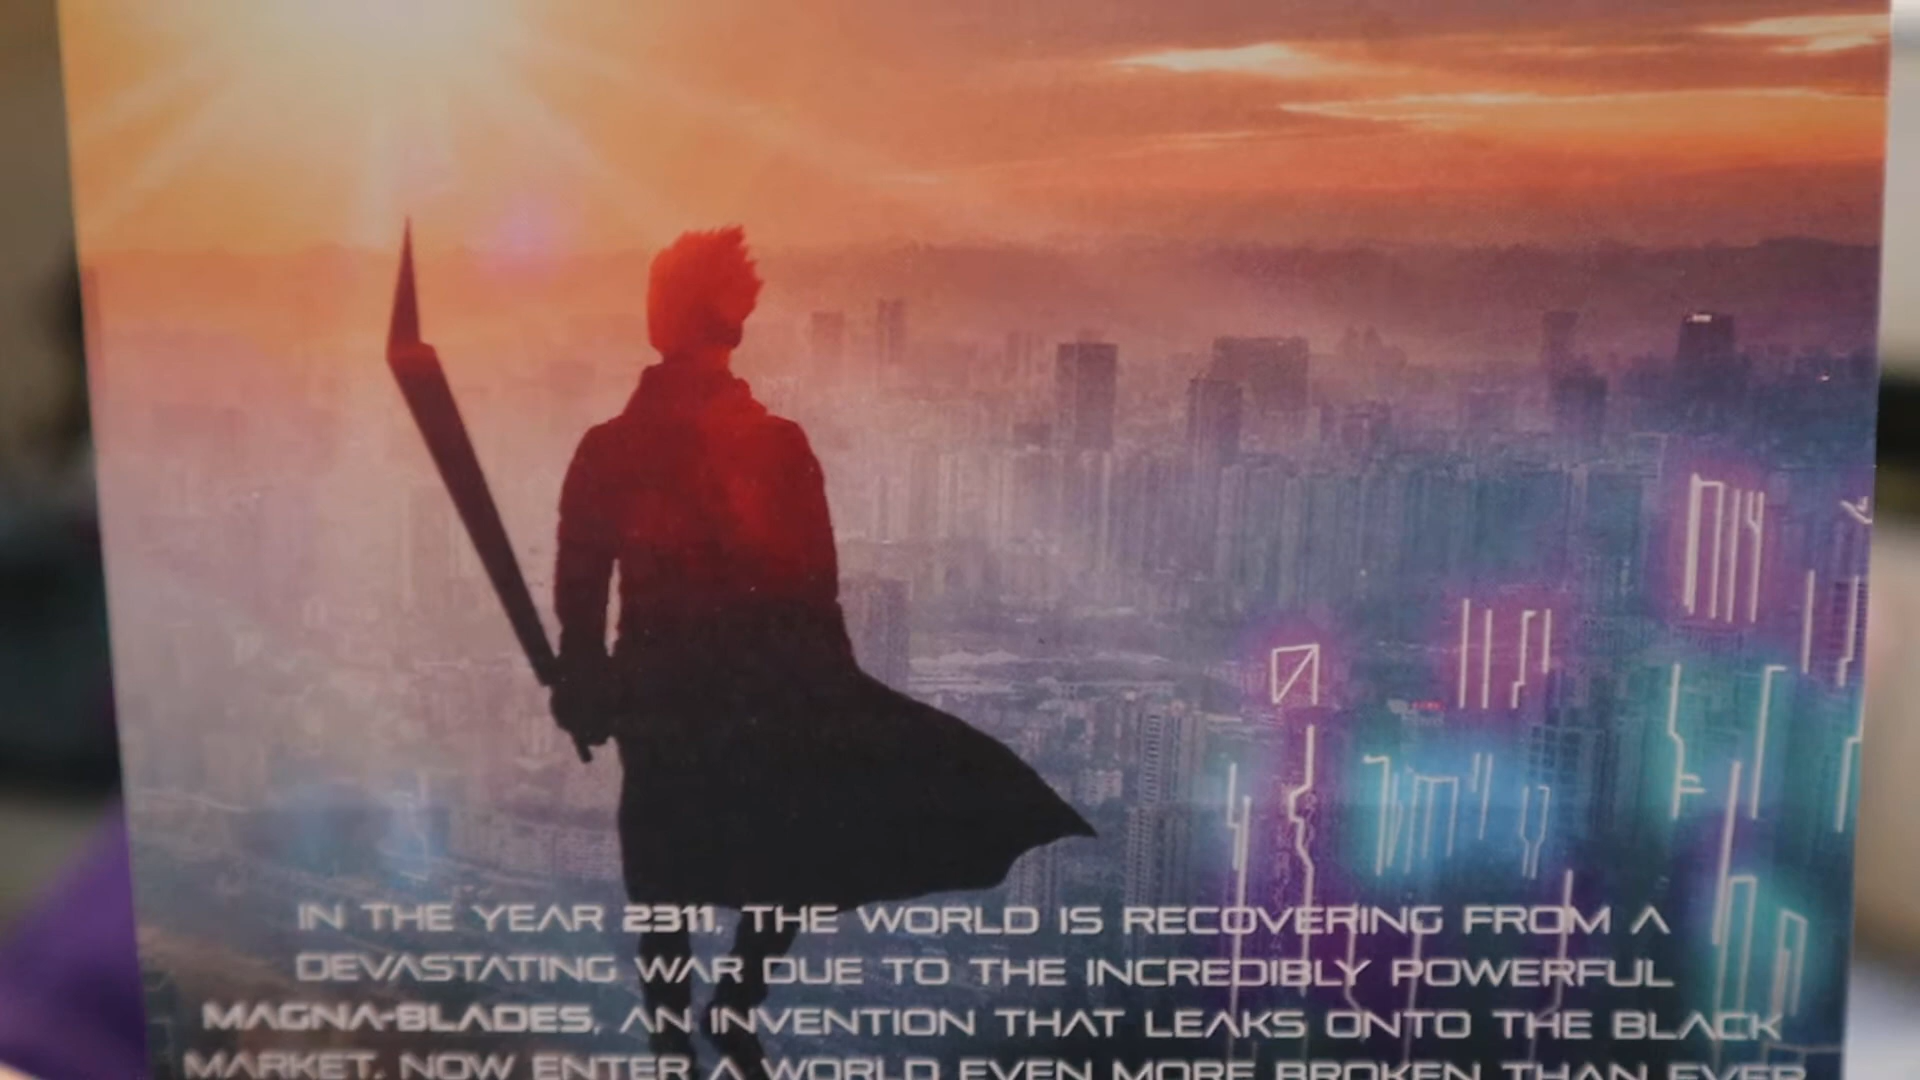 IN THE YEAR 2311, THE WORLD IS RECOVERING FROM A
DEVASTATING WAR DUE TO THE INCREDIBLY POWERFUL
MAGNA-BLADES, AN INVENTION THAT LEAKS ONTO THE BLACK
MARKET. NOW ENTER A WORLD EVEN MORE BROKEN THAN EVER